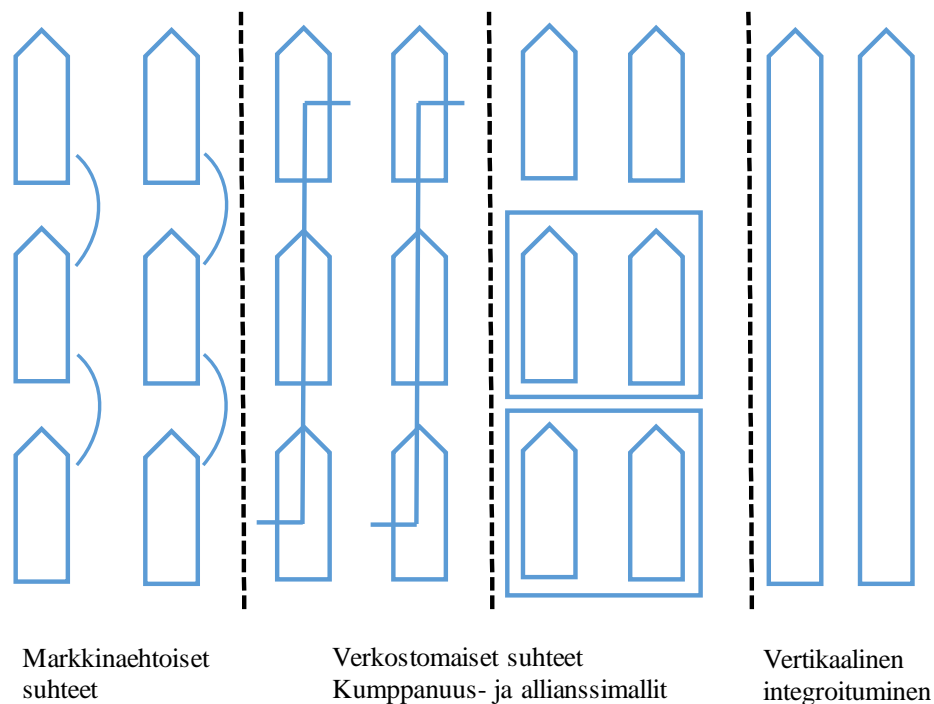 Markkinaehtoiset
suhteet
Verkostomaiset suhteet
Kumppanuus- ja allianssimallit
Vertikaalinen
integroituminen